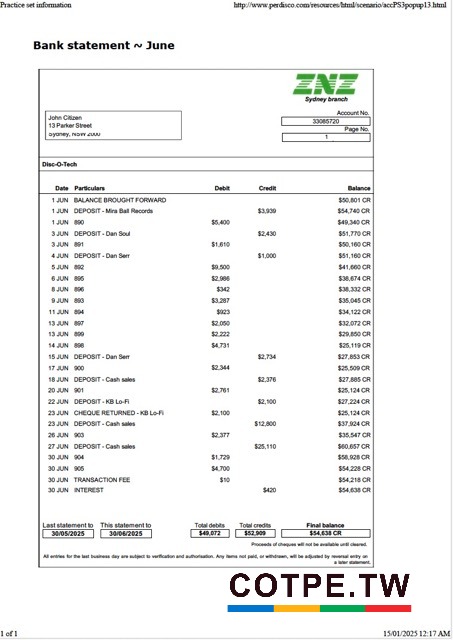 Practice set information http://www.perdisco.com/resources/html/scenario/accPS3popup13.html
Bank statement ~ June
ZNZ
Sydney branch
Account No.
John Citizen 33085720
13 Parker Street Page No.
Sydney, NSW 2000 1
Disc-O-Tech
Date Particulars Debit Credit Balance
1 JUN BALANCE BROUGHT FORWARD $50,801 CR
1 JUN DEPOSIT - Mira Ball Records $3,939 $54,740 CR
1 JUN 890 $5,400 $49,340 CR
3 JUN DEPOSIT - Dan Soul $2,430 $51,770 CR
3 JUN 891 $1,610 $50,160 CR
4 JUN DEPOSIT - Dan Serr $1,000 $51,160 CR
5 JUN 892 $9,500 $41,660 CR
6 JUN 895 $2,986 $38,674 CR
8 JUN 896 $342 $38,332 CR
9 JUN 893 $3,287 $35,045 CR
11 JUN 894 $923 $34,122 CR
13 JUN 897 $2,050 $32,072 CR
13 JUN 899 $2,222 $29,850 CR
14 JUN 898 $4,731 $25,119 CR
15 JUN DEPOSIT - Dan Serr $2,734 $27,853 CR
17 JUN 900 $2,344 $25,509 CR
18 JUN DEPOSIT - Cash sales $2,376 $27,885 CR
20 JUN 901 $2,761 $25,124 CR
22 JUN DEPOSIT - KB Lo-Fi $2,100 $27,224 CR
23 JUN CHEQUE RETURNED - KB Lo-Fi $2,100 $25,124 CR
23 JUN DEPOSIT - Cash sales $12,800 $37,924 CR
26 JUN 903 $2,377 $35,547 CR
27 JUN DEPOSIT - Cash sales $25,110 $60,657 CR
30 JUN 904 $1,729 $58,928 CR
30 JUN 905 $4,700 $54,228 CR
30 JUN TRANSACTION FEE $10 $54,218 CR
30 JUN INTEREST $420 $54,638 CR
Last statement to This statement to Total debits Total credits Final balance
30/05/2025 30/06/2025 $49,072 $52,909 $54,638 CR
Proceeds of cheques will not be available until cleared.
All entries for the last business day are subject to verification and authorisation. Any items not paid, or withdrawn, will be adjusted by reversal entry on
a later statement.
COTPE.TW
1 of 1 15/01/2025 12:17 AM